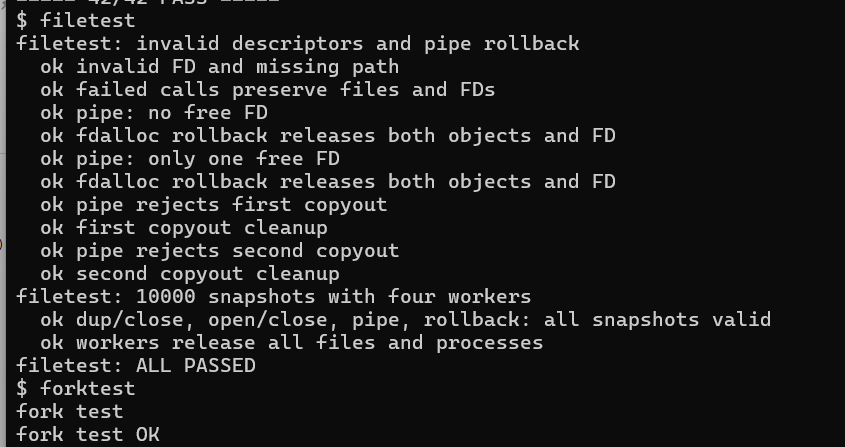 ===== 42/42 PASS =====
$ filetest
filetest: invalid descriptors and pipe rollback
  ok invalid FD and missing path
  ok failed calls preserve files and FDs
  ok pipe: no free FD
  ok fdalloc rollback releases both objects and FD
  ok pipe: only one free FD
  ok fdalloc rollback releases both objects and FD
  ok pipe rejects first copyout
  ok first copyout cleanup
  ok pipe rejects second copyout
  ok second copyout cleanup
filetest: 10000 snapshots with four workers
  ok dup/close, open/close, pipe, rollback: all snapshots valid
  ok workers release all files and processes
filetest: ALL PASSED
$ forktest
fork test
fork test OK